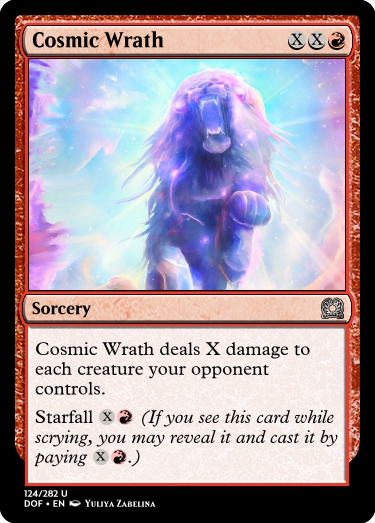 Cosmic Wrath XX
Sorcery
Cosmic Wrath deals X damage to
each creature your opponent
controls.
Starfall X (If you see this card while
scrying, you may reveal it and cast it by
paying X .)
124/282 U
DOF • EN Yuliya Zabelina